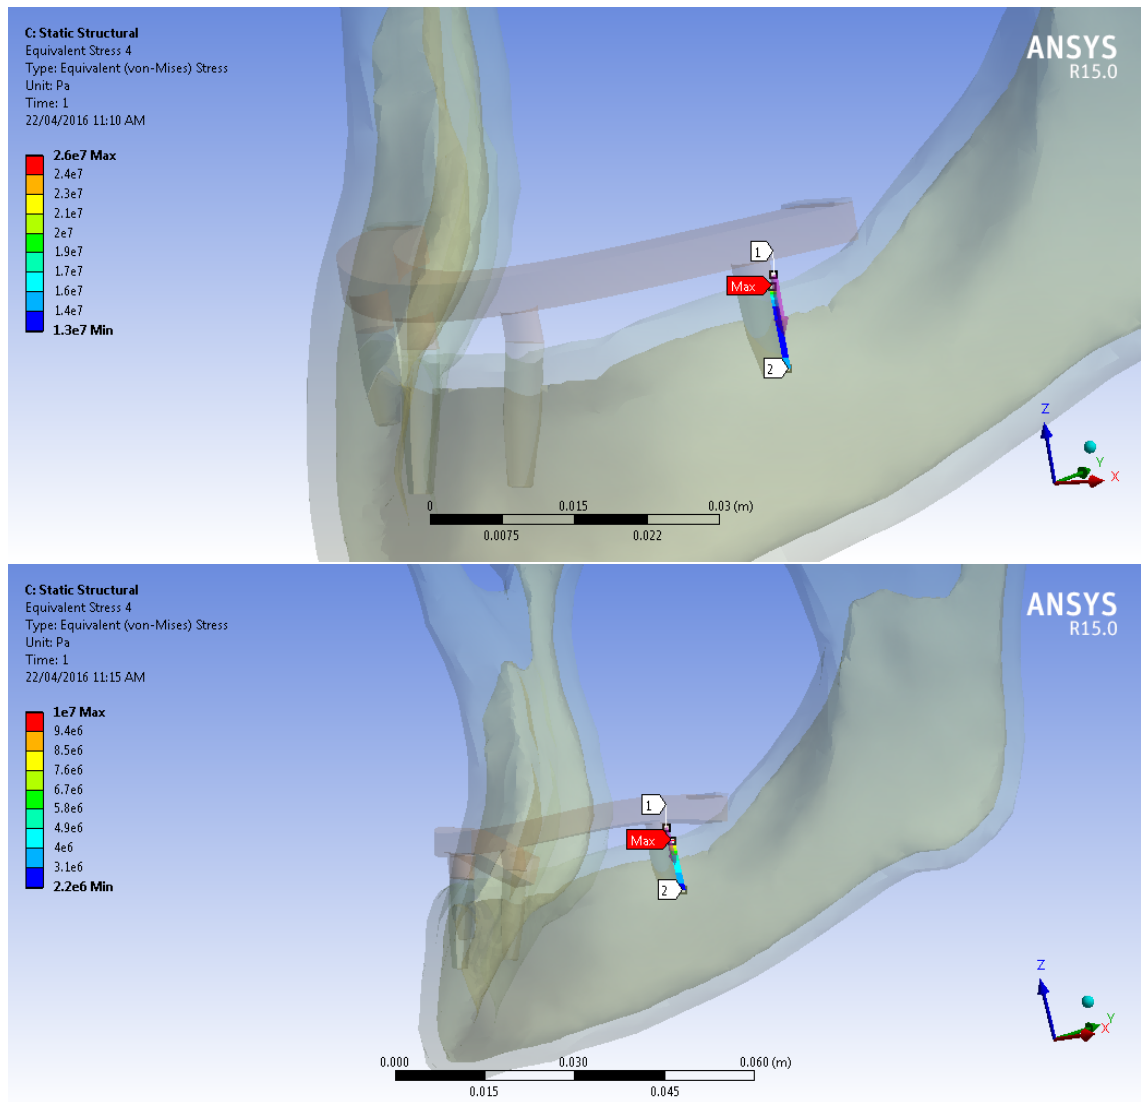 C: Static Structural
Equivalent Stress 4
Type: Equivalent (von-Mises) Stress
Unit: Pa
Time: 1
22/04/2016 11:10 AM
ANSYS
R15.0
2.6e7 Max
2.4e7
2.3e7
2.1e7
2e7
1.9e7
1.7e7
1.6e7
1.4e7
1.3e7 Min
1
Max
2
Z
Y
X
0 0.015 0.03 (m)
0.0075 0.022
C: Static Structural
Equivalent Stress 4
Type: Equivalent (von-Mises) Stress
Unit: Pa
Time: 1
22/04/2016 11:15 AM
ANSYS
R15.0
1e7 Max
9.4e6
8.5e6
7.6e6
6.7e6
5.8e6
4.9e6
4e6
3.1e6
2.2e6 Min
1
Max
2
Z
Y
X
0.000 0.030 0.060 (m)
0.015 0.045